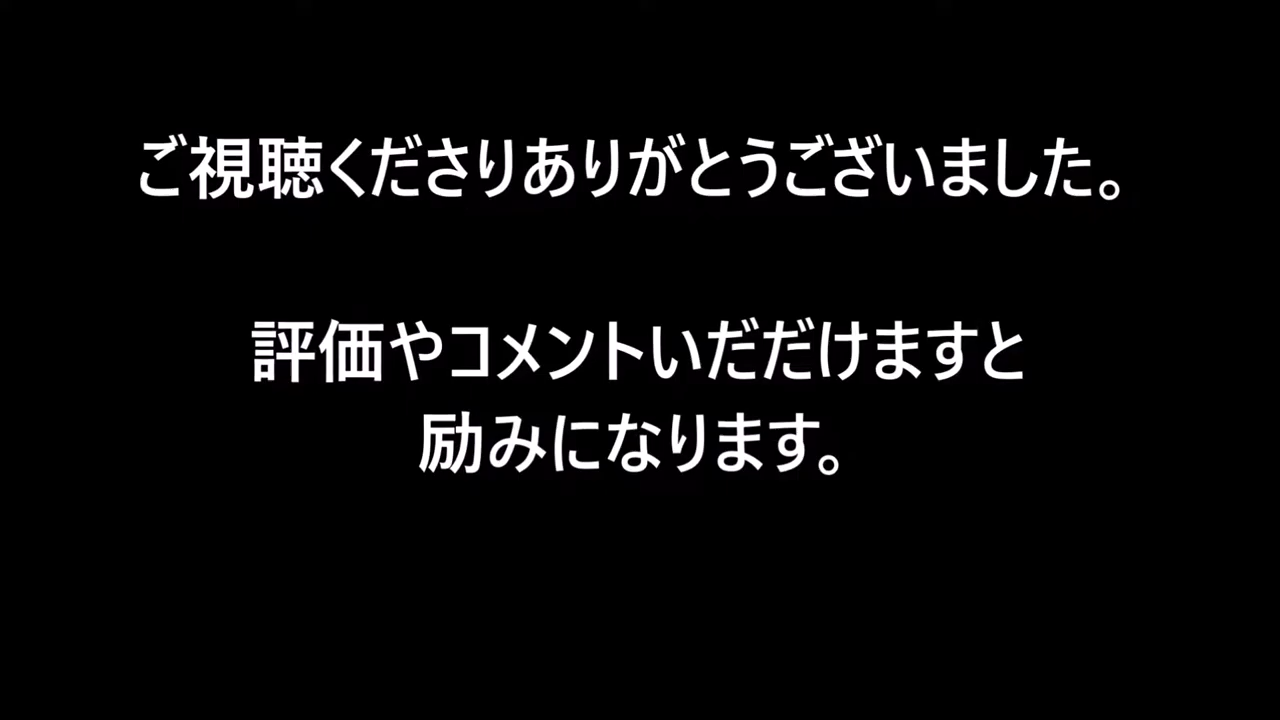 ご視聴くださりありがとうございました。
評価やコメントいだだけますと
励みになります。